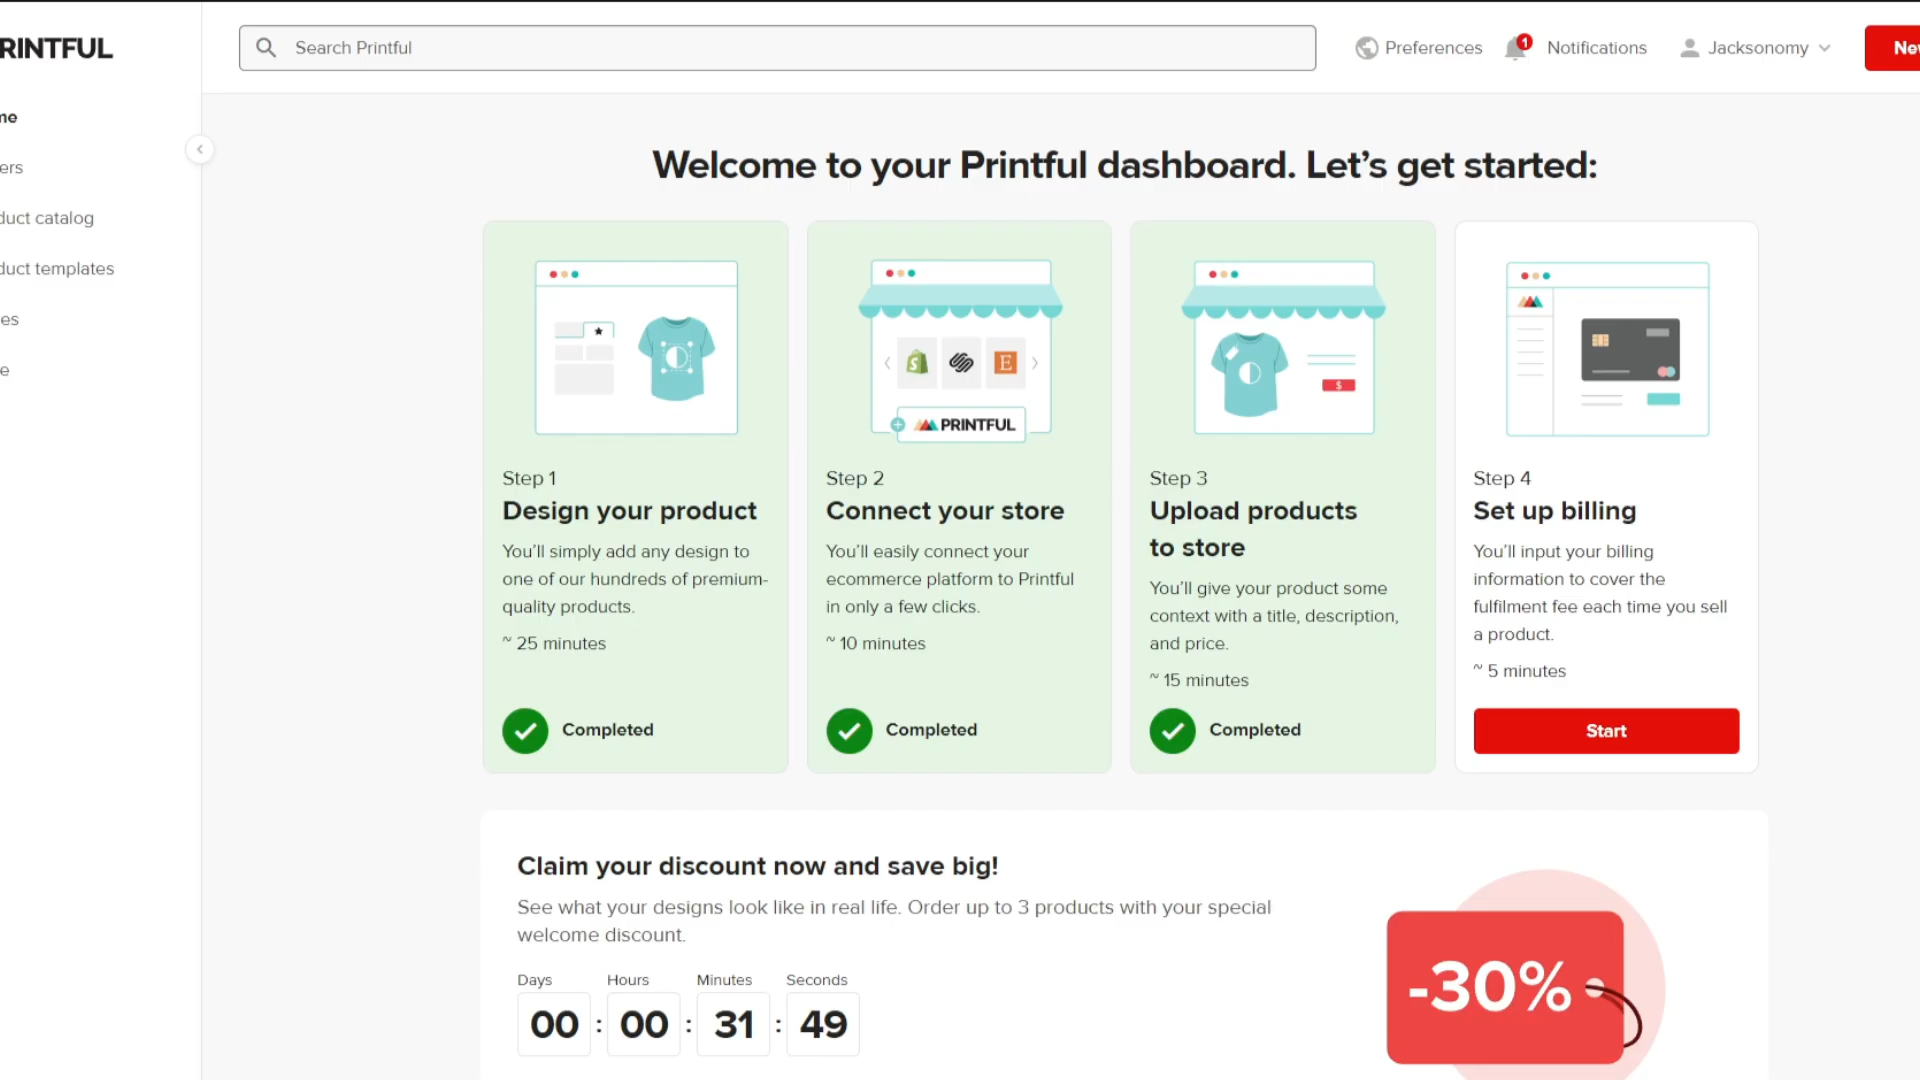 RINTFUL
Search Printful
Preferences
1
Notifications
Jacksonomy
Ne
me
ers
duct catalog
duct templates
es
e
Welcome to your Printful dashboard. Let's get started:
PRINTFUL
$
Step 1
Design your product
You'll simply add any design to
one of our hundreds of premium-
quality products.
~ 25 minutes
Completed
Step 2
Connect your store
You'll easily connect your
ecommerce platform to Printful
in only a few clicks.
~ 10 minutes
Completed
Step 3
Upload products
to store
You'll give your product some
context with a title, description,
and price.
~ 15 minutes
Completed
Step 4
Set up billing
You'll input your billing
information to cover the
fulfilment fee each time you sell
a product.
~ 5 minutes
Start
Claim your discount now and save big!
See what your designs look like in real life. Order up to 3 products with your special
welcome discount.
Days Hours Minutes Seconds
00 : 00 : 31 : 49
-30%